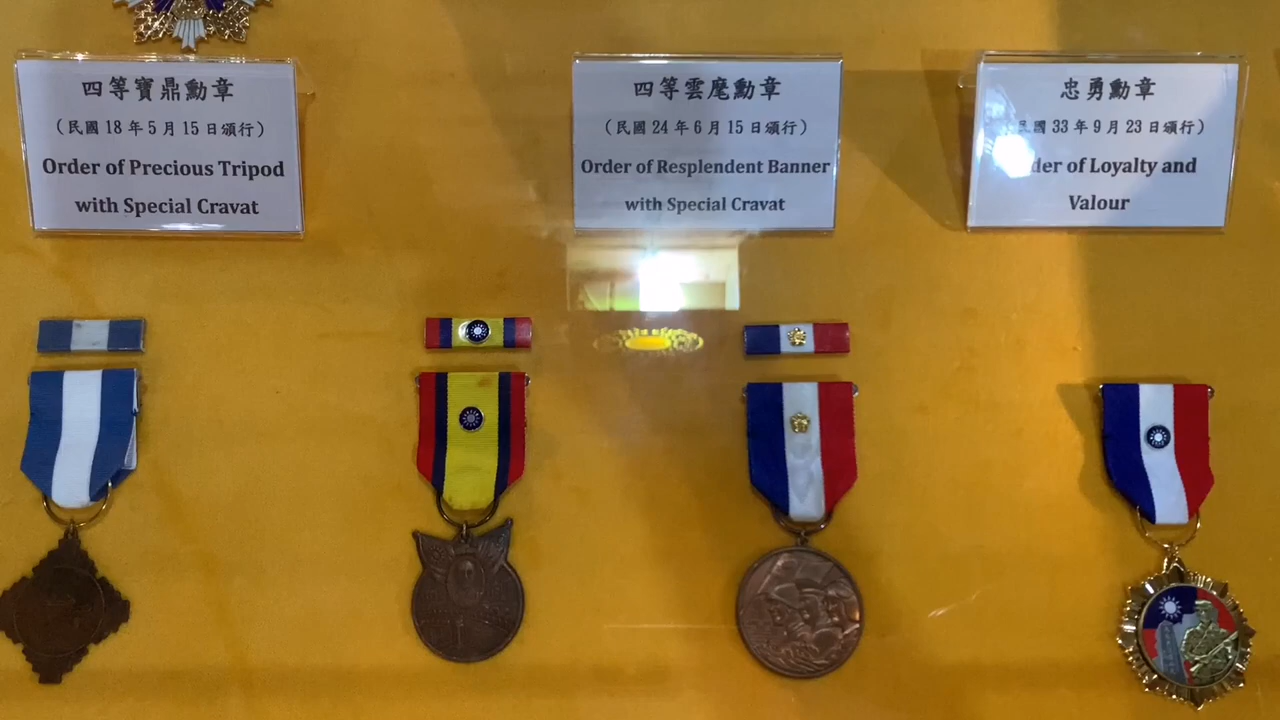 四等寶鼎勳章
（民國 18 年 5 月 15 日頒行）
Order of Precious Tripod
with Special Cravat
四等雲麾勳章
（民國 24 年 6 月 15 日頒行）
Order of Resplendent Banner
with Special Cravat
忠勇勳章
國 33 年 9 月 23 日頒行）
of Loyalty and
Valour